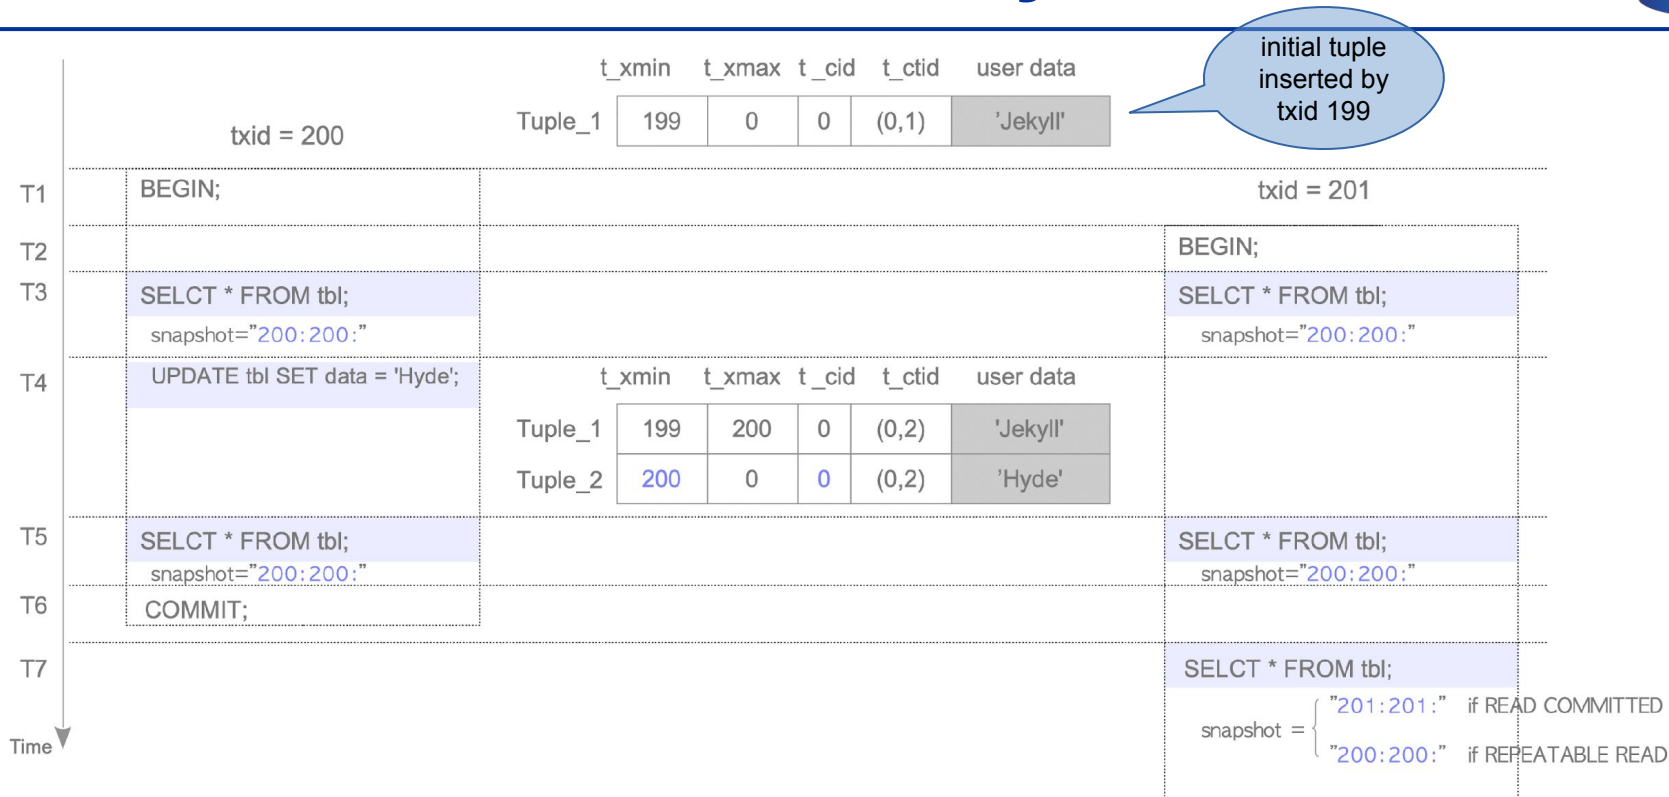 initial tuple
inserted by
txid 199
t_xmin t_xmax t_cid t_ctid user data
Tuple_1 199 0 0 (0,1) 'Jekyll'
txid = 200
T1 BEGIN; txid = 201
T2 BEGIN;
T3 SELCT * FROM tbl; SELCT * FROM tbl;
snapshot="200:200:" snapshot="200:200:"
T4 UPDATE tbl SET data = 'Hyde'; t_xmin t_xmax t_cid t_ctid user data
Tuple_1 199 200 0 (0,2) 'Jekyll'
Tuple_2 200 0 0 (0,2) 'Hyde'
T5 SELCT * FROM tbl; SELCT * FROM tbl;
snapshot="200:200:" snapshot="200:200:"
T6 COMMIT;
T7 SELCT * FROM tbl;
"201:201:" if READ COMMITTED
snapshot =
"200:200:" if REPEATABLE READ
Time